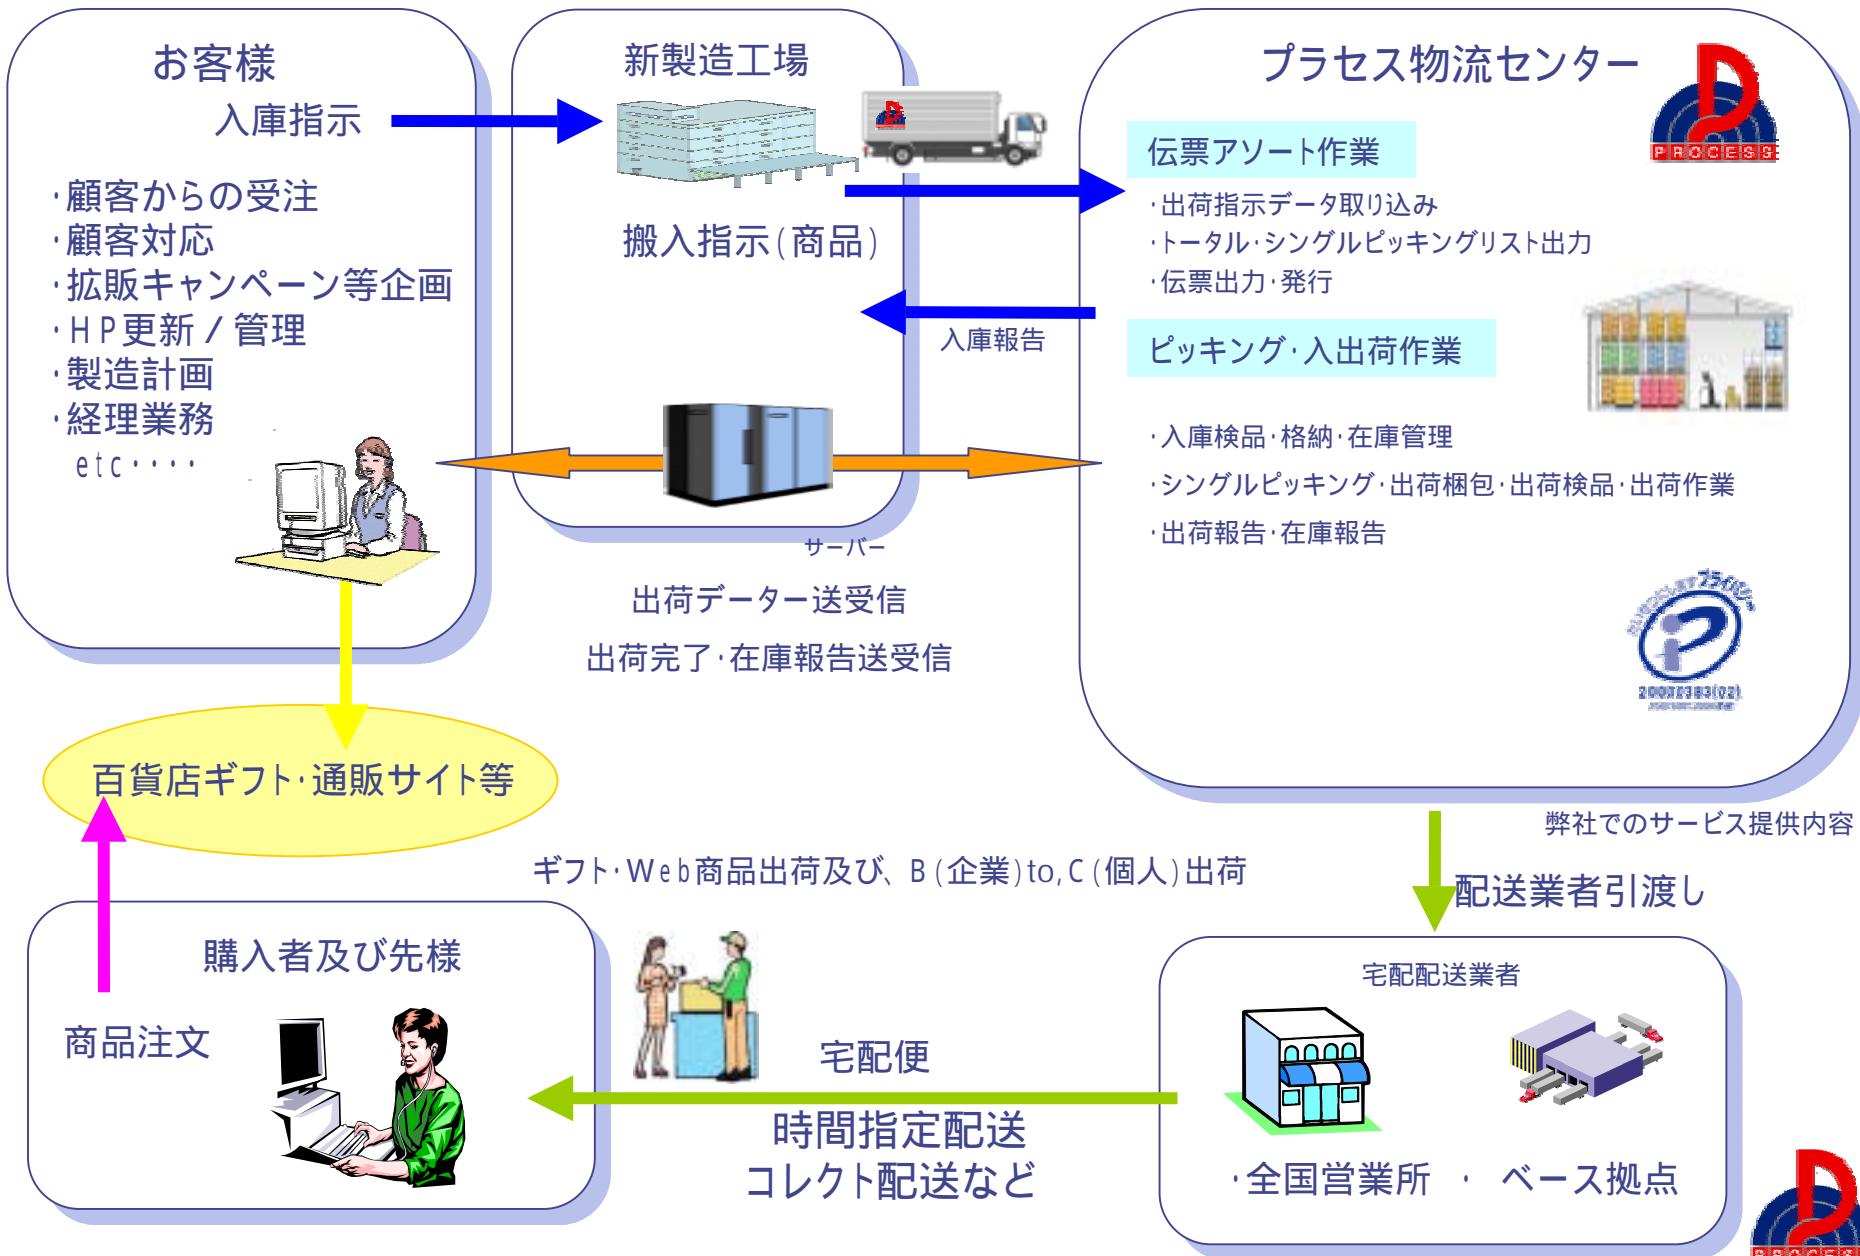 お客様
入庫指示
・顧客からの受注
・顧客対応
・拡販キャンペーン等企画
・HP更新／管理
・製造計画
・経理業務
etc・・・・
新製造工場
搬入指示(商品)
入庫報告
サーバー
出荷データー送受信
出荷完了・在庫報告送受信
プラセス物流センター
PROCESS
伝票アソート作業
・出荷指示データ取り込み
・トータル・シングルピッキングリスト出力
・伝票出力・発行
ピッキング・入出荷作業
・入庫検品・格納・在庫管理
・シングルピッキング・出荷梱包・出荷検品・出荷作業
・出荷報告・在庫報告
プライバシー
20002383(02)
弊社でのサービス提供内容
百貨店ギフト・通販サイト等
ギフト・Web商品出荷及び、B(企業)to,C(個人)出荷
配送業者引渡し
購入者及び先様
商品注文
宅配便
時間指定配送
コレクト配送など
宅配配送業者
・全国営業所 ・ ベース拠点
PROCESS